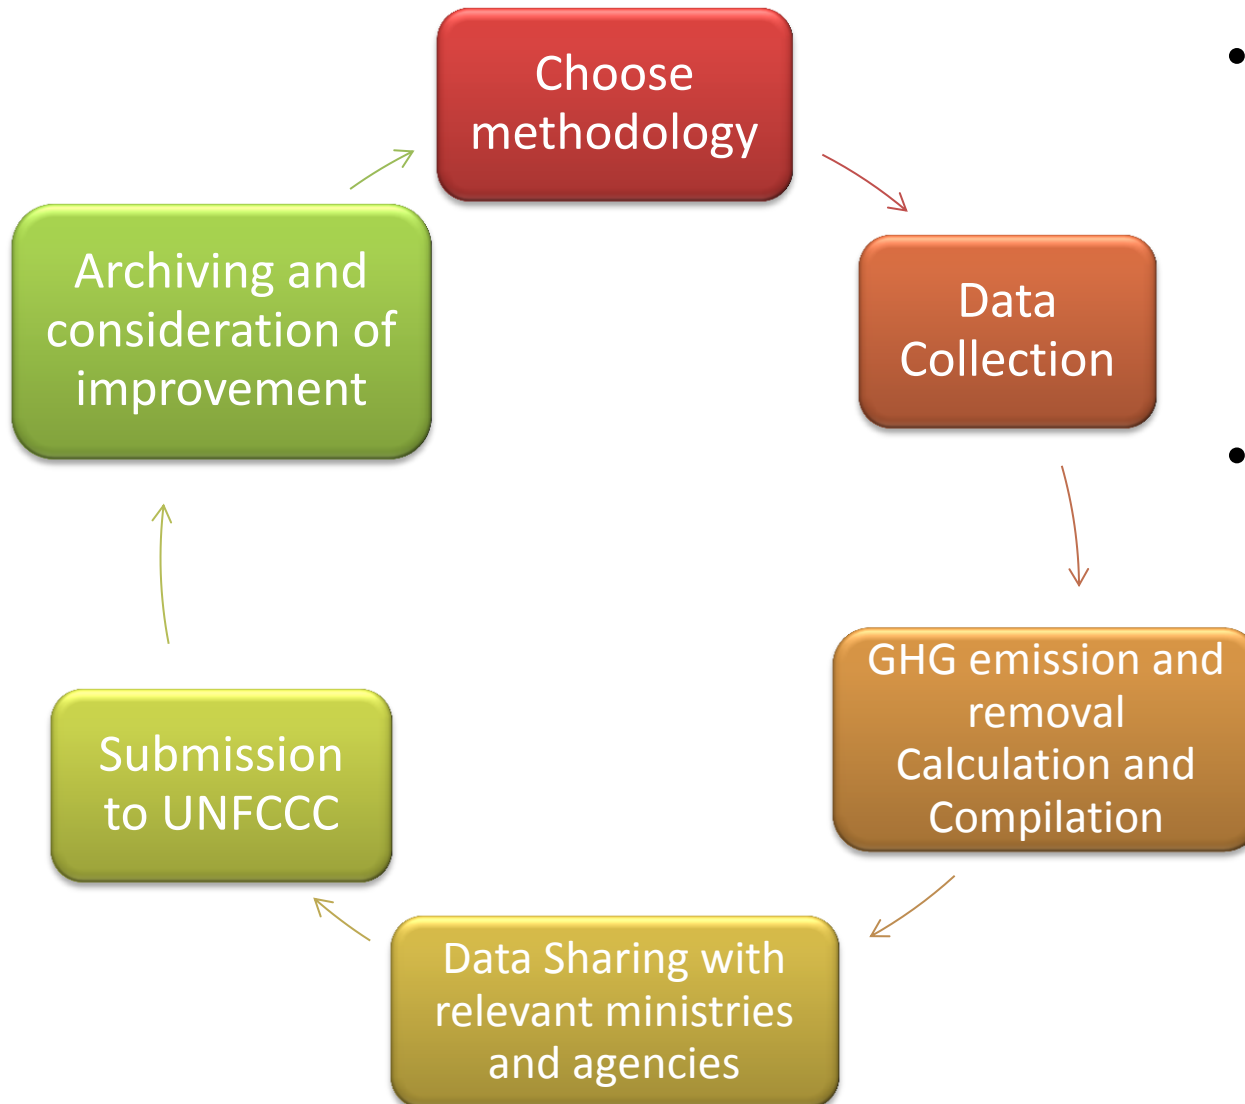 Choose
methodology
Data
Collection
GHG emission and
removal
Calculation and
Compilation
Data Sharing with
relevant ministries
and agencies
Submission
to UNFCCC
Archiving and
consideration of
improvement